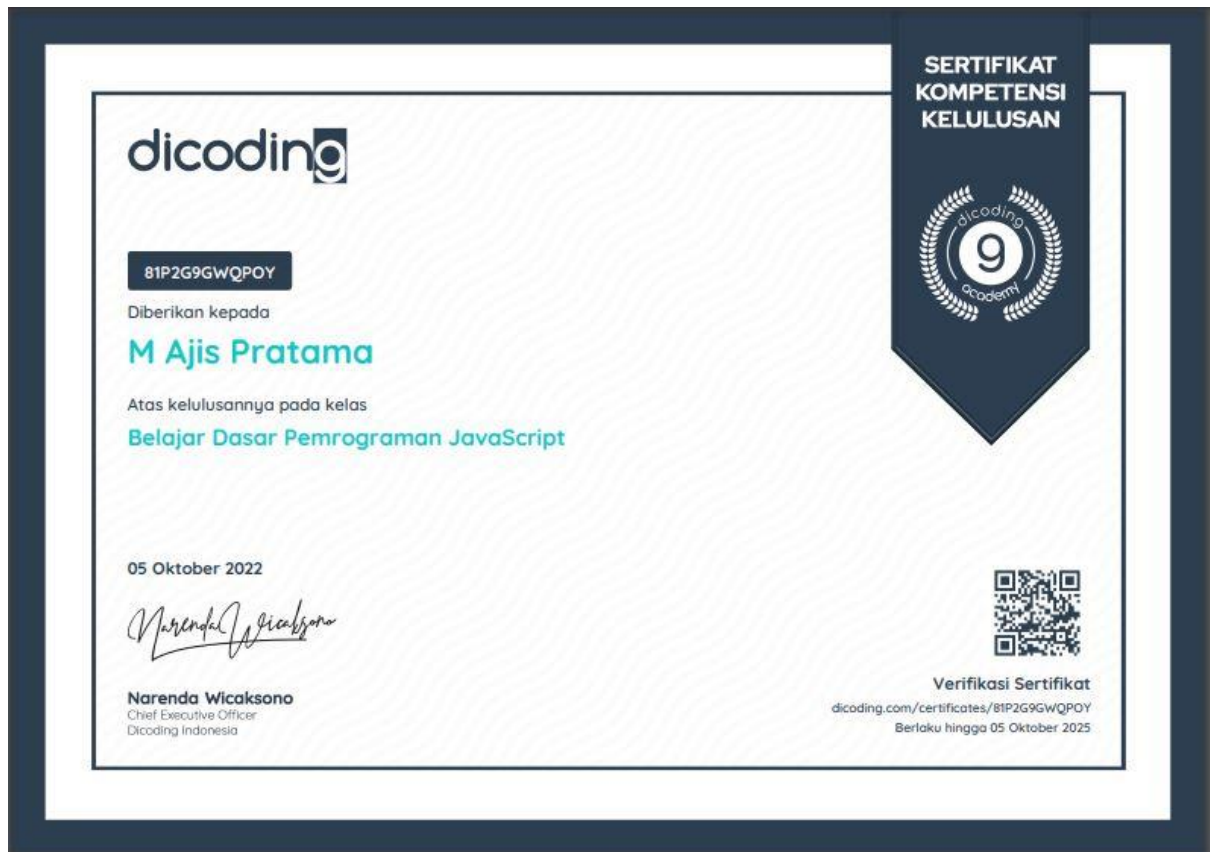 SERTIFIKAT
KOMPETENSI
KELULUSAN
dicoding
dicoding
9
academy
81P2G9GWQPOY
Diberikan kepada
M Ajis Pratama
Atas kelulusannya pada kelas
Belajar Dasar Pemrograman JavaScript
05 Oktober 2022
Narenda Wicaksono
Narenda Wicaksono
Chief Executive Officer
Dicoding Indonesia
Verifikasi Sertifikat
dicoding.com/certificates/81P2G9GWQPOY
Berlaku hingga 05 Oktober 2025